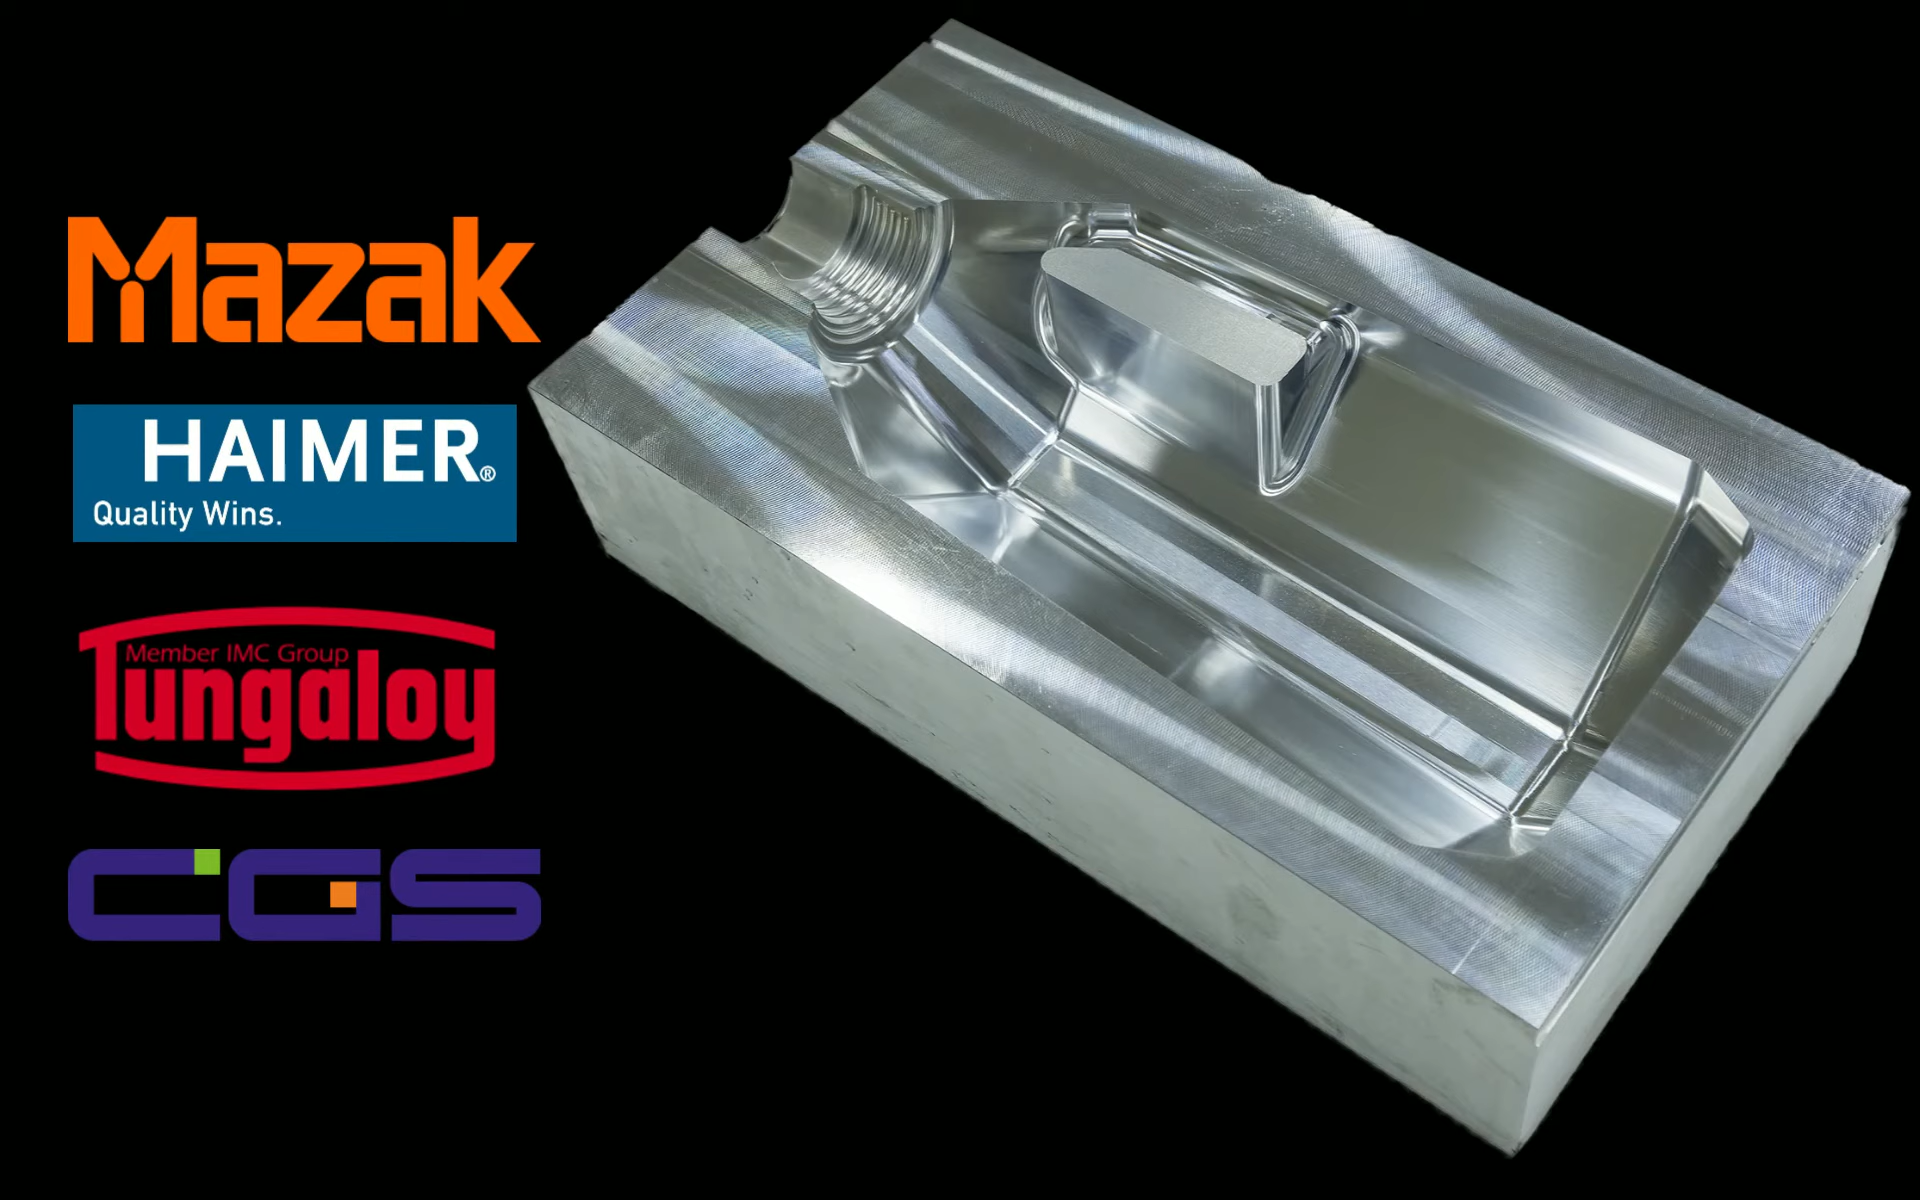 Mazak
HAIMER®
Quality Wins.
Member IMC Group
Tungaloy
CGS